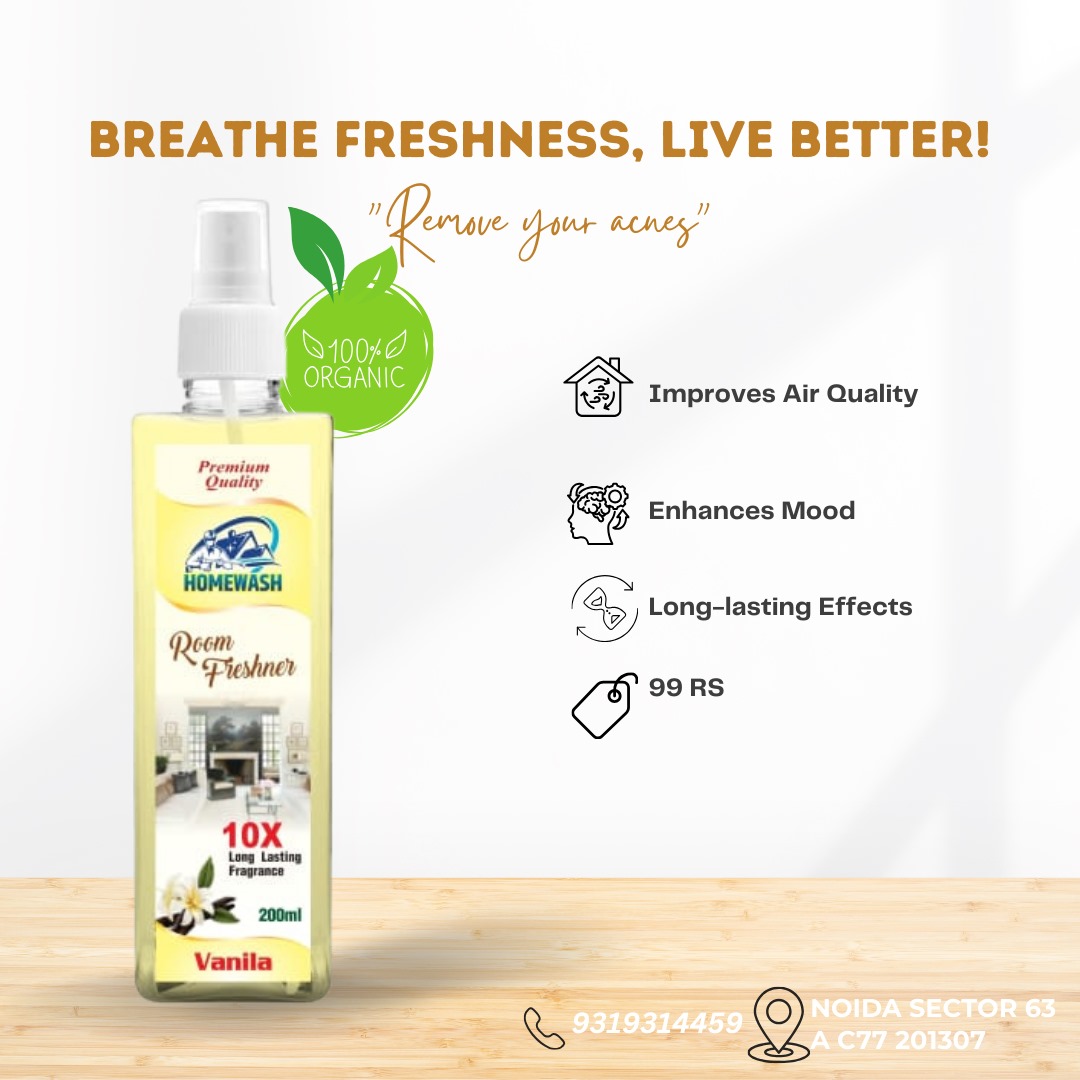 BREATHE FRESHNESS, LIVE BETTER!
"Remove your acnes"
100%
ORGANIC
Premium
Quality
HOMEWASH
Room
Freshner
10X
Long Lasting
Fragrance
200ml
Vanila
Improves Air Quality
Enhances Mood
Long-lasting Effects
99 RS
9319314459
NOIDA SECTOR 63
A C77 201307